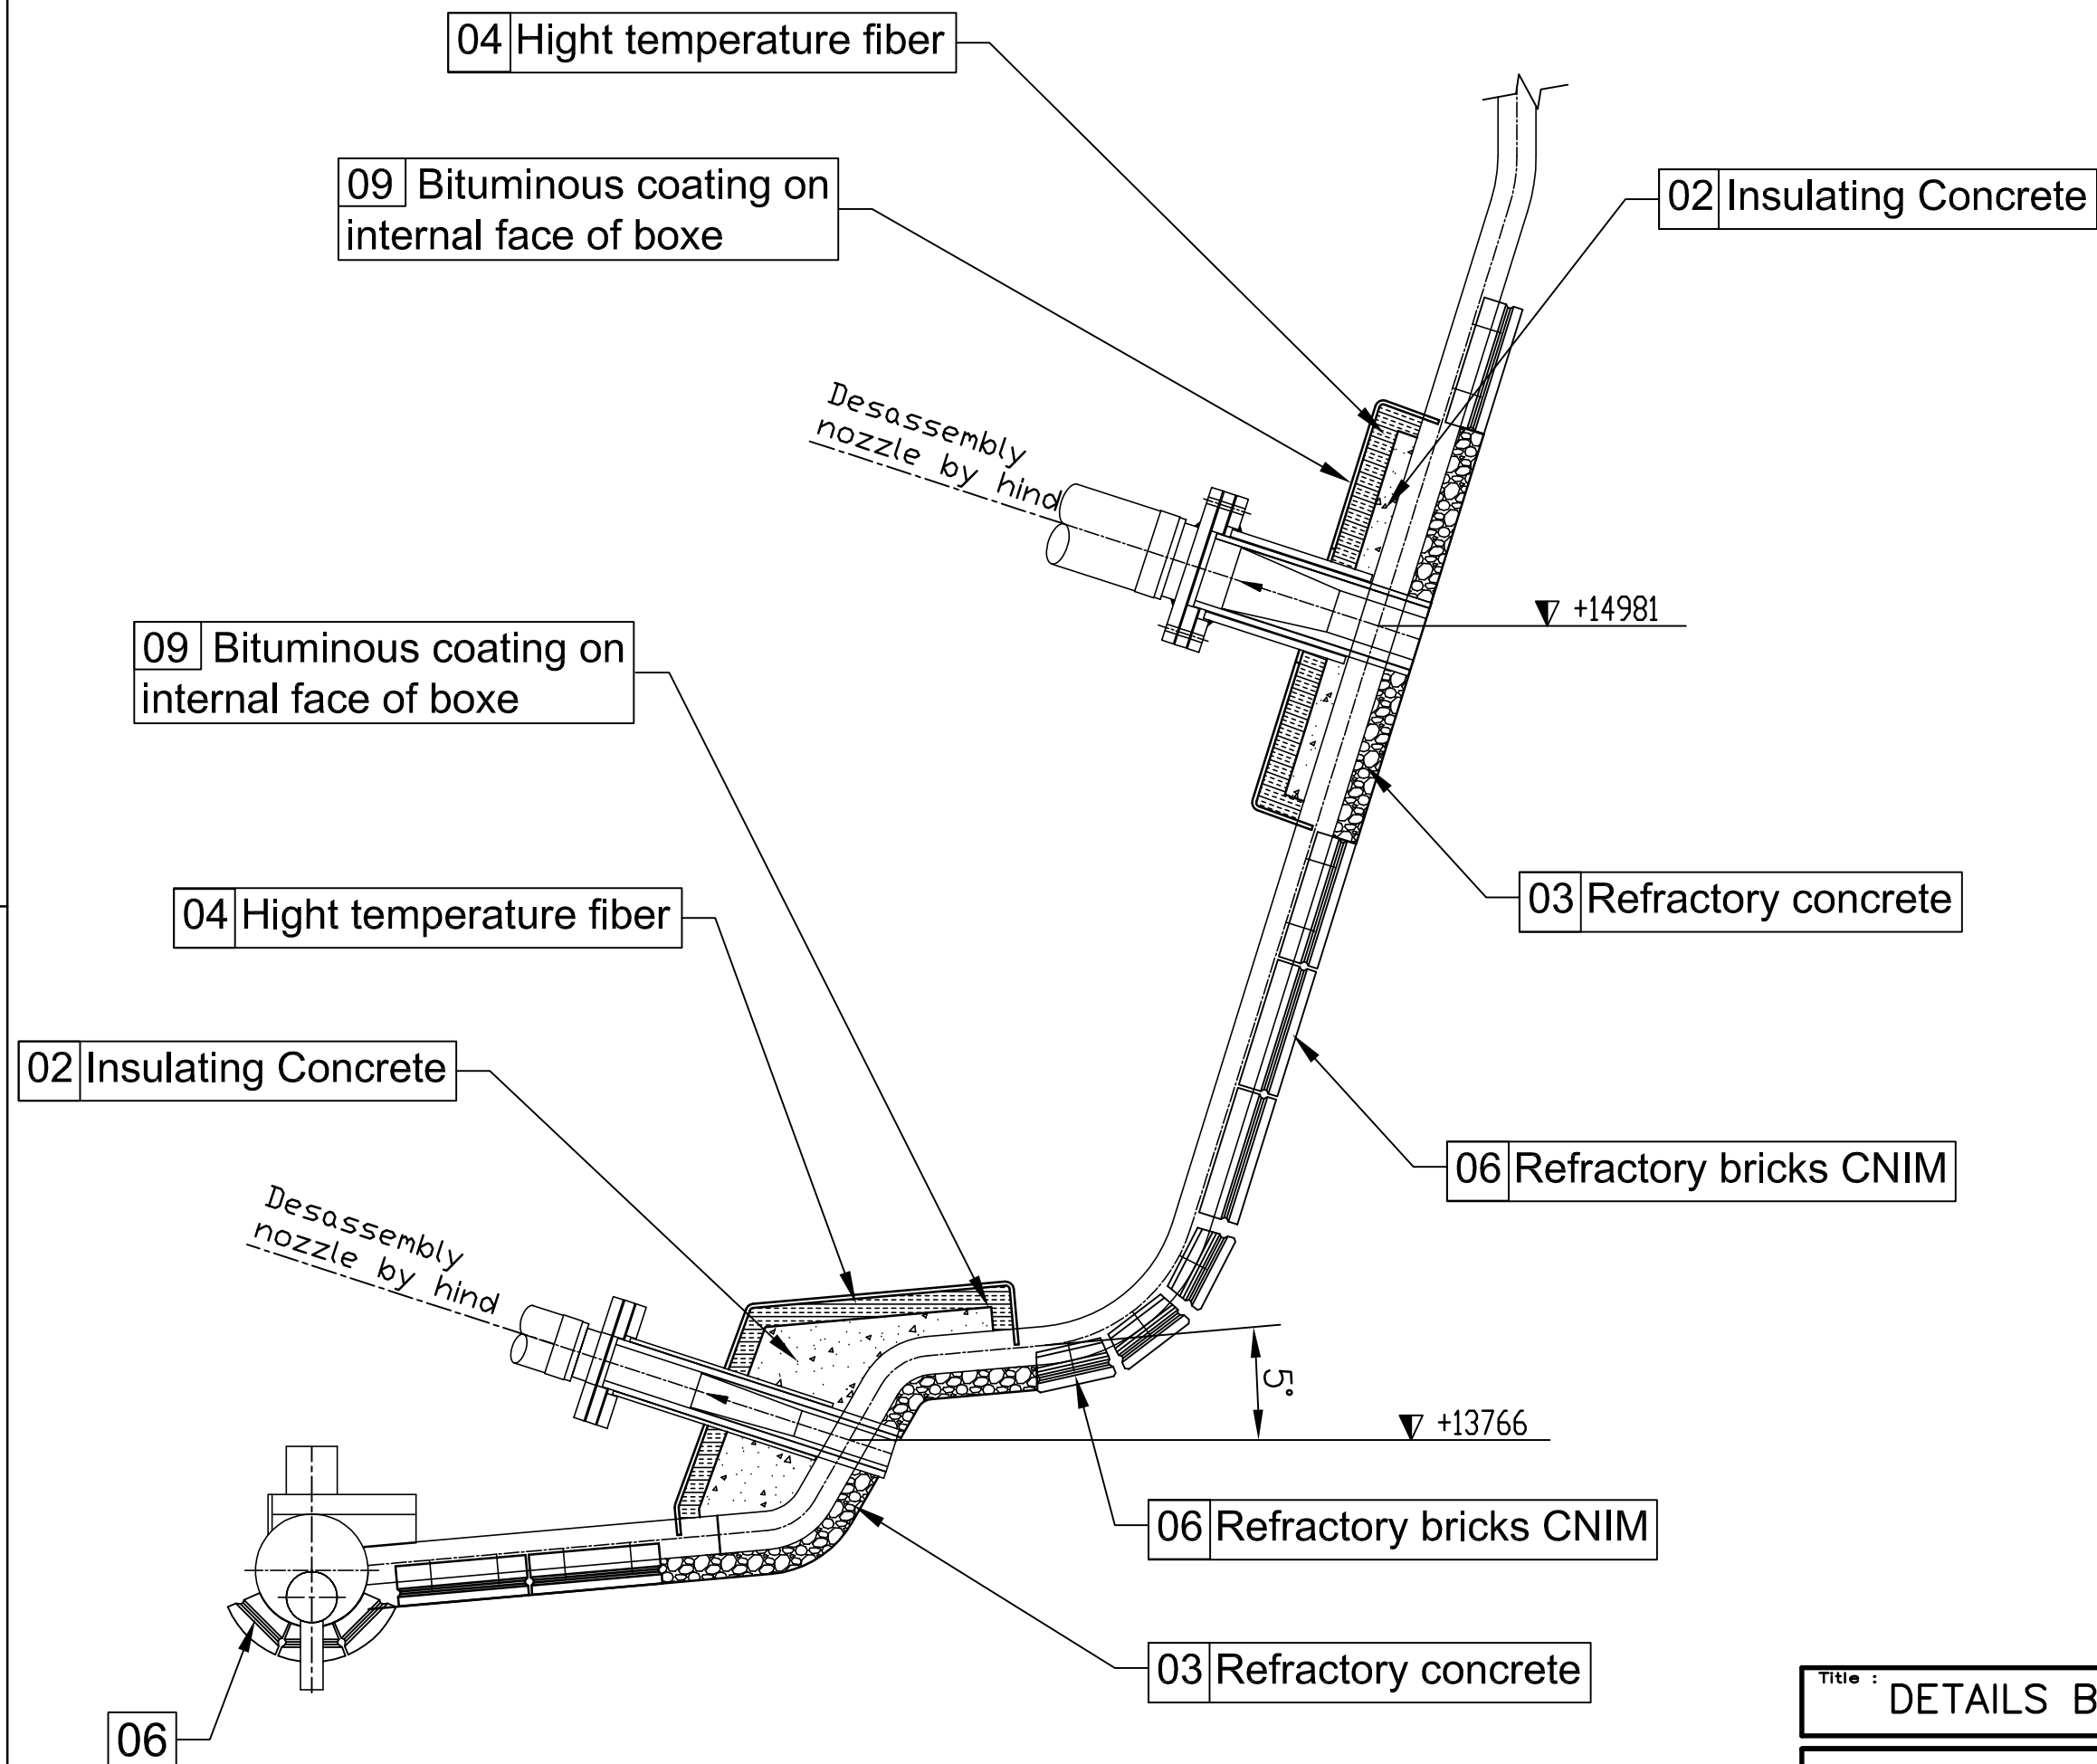 04 Hight temperature fiber
09 Bituminous coating on
internal face of boxe
02 Insulating Concrete
Desassembly
nozzle by hind
+14981
09 Bituminous coating on
internal face of boxe
04 Hight temperature fiber
03 Refractory concrete
02 Insulating Concrete
06 Refractory bricks CNIM
Desassembly
nozzle by hind
5°
+13766
06 Refractory bricks CNIM
03 Refractory concrete
06
Title :
DETAILS B